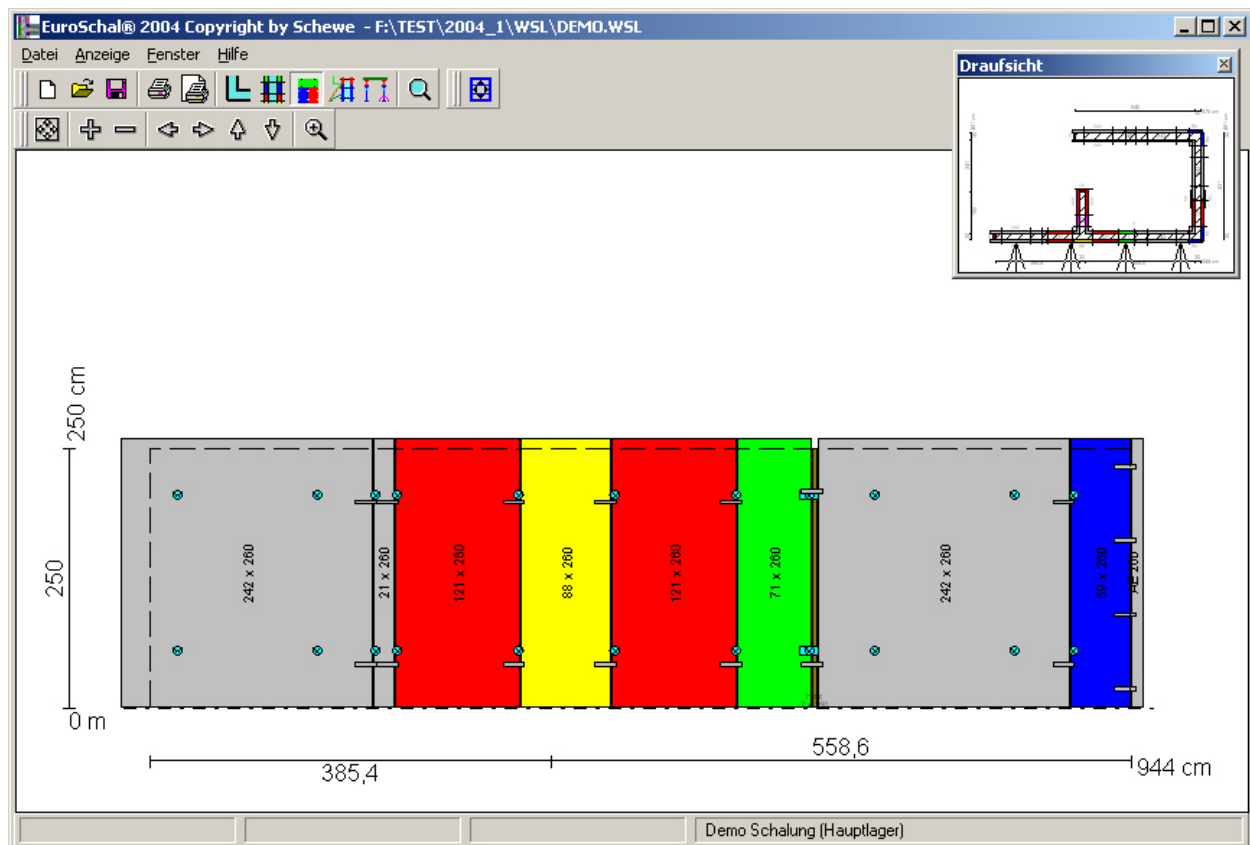 EuroSchal® 2004 Copyright by Schewe - F:\TEST\2004_1\WSL\DEMO.WSL
Datei Anzeige Fenster Hilfe
Draufsicht
250 cm
250
0 m
242 x 260
21 x 260
121 x 260
88 x 260
121 x 260
71 x 260
242 x 260
59 x 260
AE 260
385,4
558,6
944 cm
Demo Schalung (Hauptlager)